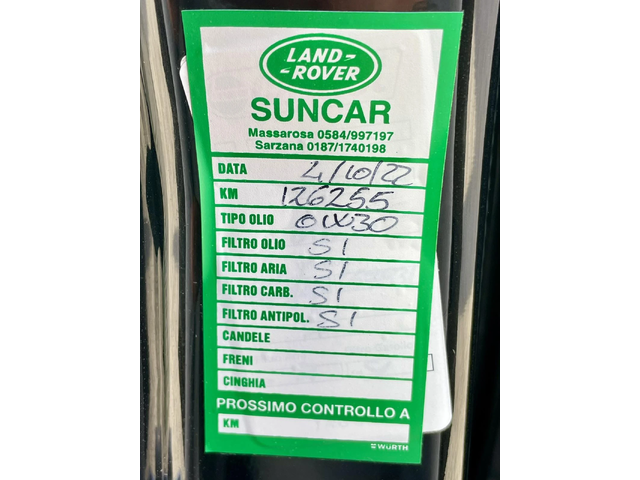 LAND-
-ROVER
SUNCAR
Massarosa 0584/997197
Sarzana 0187/1740198
DATA 4/10/22
KM 126255
TIPO OLIO 0W30
FILTRO OLIO SI
FILTRO ARIA SI
FILTRO CARB. SI
FILTRO ANTIPOL. SI
CANDELE
FRENI
CINGHIA
PROSSIMO CONTROLLO A
KM
WÜRTH